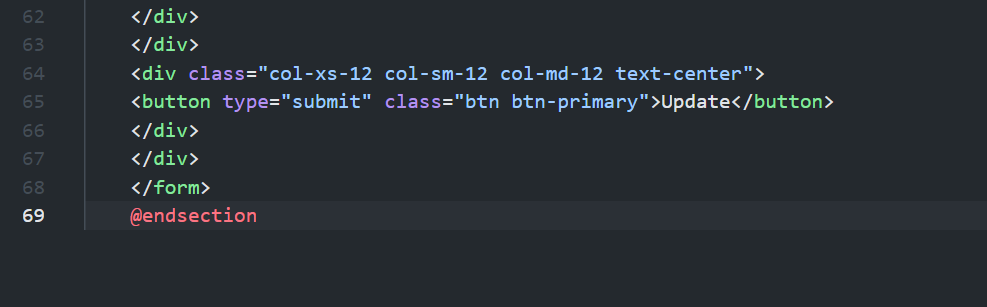 62 </div>
63 </div>
64 <div class="col-xs-12 col-sm-12 col-md-12 text-center">
65 <button type="submit" class="btn btn-primary">Update</button>
66 </div>
67 </div>
68 </form>
69 @endsection